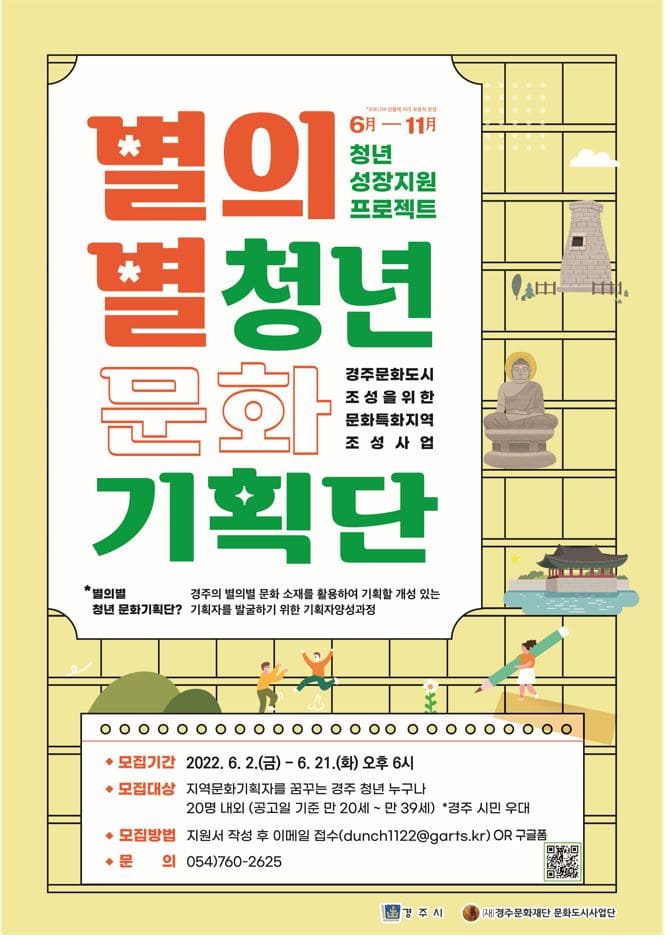 *코로나19 상황에 따라 유동적 운영
6月 — 11月
청년
성장지원
프로젝트
별의
별청년
문화
기획단
경주문화도시
조성을위한
문화특화지역
조성사업
*별의별
청년 문화기획단?
경주의 별의별 문화 소재를 활용하여 기획할 개성 있는
기획자를 발굴하기 위한 기획자양성과정
◆ 모집기간 2022. 6. 2.(금) – 6. 21.(화) 오후 6시
◆ 모집대상 지역문화기획자를 꿈꾸는 경주 청년 누구나
20명 내외 (공고일 기준 만 20세 ~ 만 39세) *경주 시민 우대
◆ 모집방법 지원서 작성 후 이메일 접수(dunch1122@garts.kr) OR 구글폼
◆ 문 의 054)760-2625
경주시
(재)경주문화재단 문화도시사업단